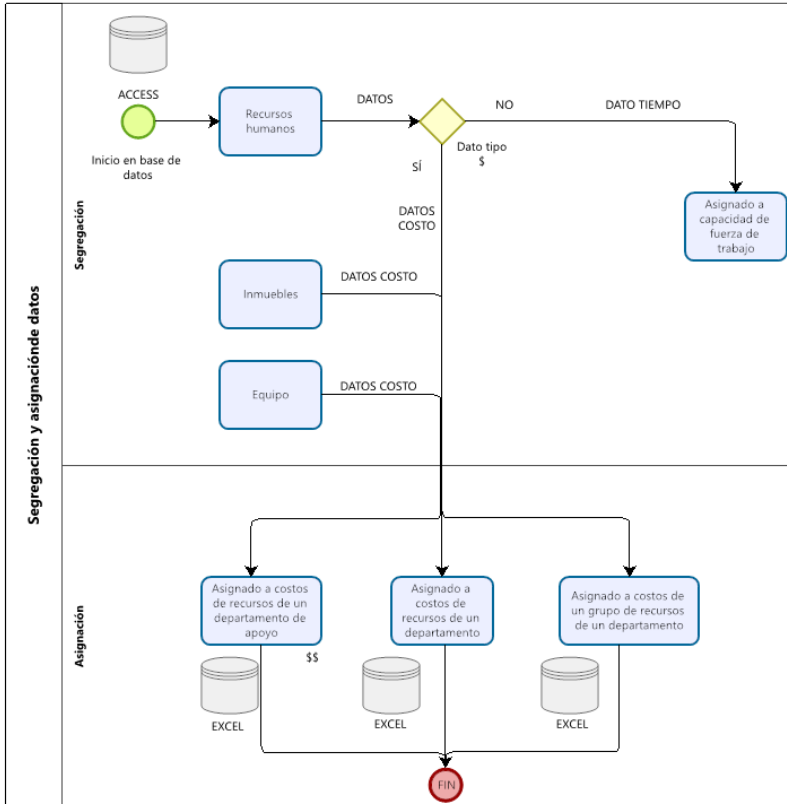 Segregación y asignaciónde datos
Segregación
ACCESS
Inicio en base de
datos
Recursos
humanos
DATOS
NO
DATO TIEMPO
Dato tipo
$
SÍ
DATOS
COSTO
Asignado a
capacidad de
fuerza de
trabajo
Inmuebles
DATOS COSTO
Equipo
DATOS COSTO
Asignación
Asignado a costos
de recursos de un
departamento de
apoyo
$$
Asignado a
costos de
recursos de un
departamento
Asignado a costos de
un grupo de recursos
de un departamento
EXCEL
EXCEL
EXCEL
FIN